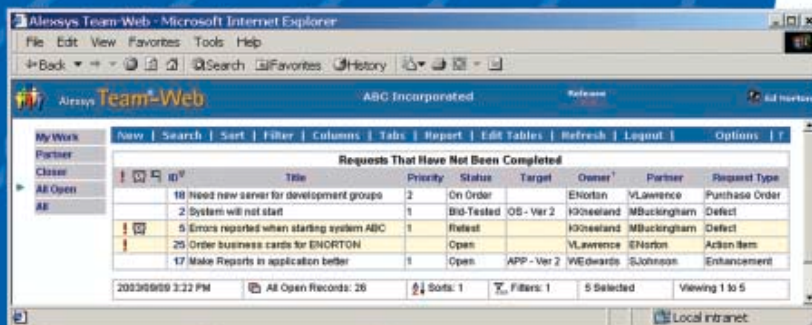 Alexsys Team-Web - Microsoft Internet Explorer
File Edit View Favorites Tools Help
Back Search Favorites History
Alexsys Team-Web ABC Incorporated Release Ed Norton
New | Search | Sort | Filter | Columns | Tabs | Report | Edit Tables | Refresh | Logout | Options | ?
My Work
Partner
Closer
All Open
All
Requests That Have Not Been Completed
! ID Title Priority Status Target Owner Partner Request Type
18 Need new server for development groups 2 On Order ENorton VLawrence Purchase Order
2 System will not start 1 Bld-Tested OS - Ver 2 KKneeland MBuckingham Defect
! 5 Errors reported when starting system ABC 1 Retest KKneeland MBuckingham Defect
! 25 Order business cards for ENORTON Open VLawrence ENorton Action Item
17 Make Reports in application better 1 Open APP - Ver 2 WEdwards SJohnson Enhancement
2003/09/09 3:22 PM All Open Records: 26 Sorts: 1 Filters: 1 5 Selected Viewing 1 to 5
Local intranet